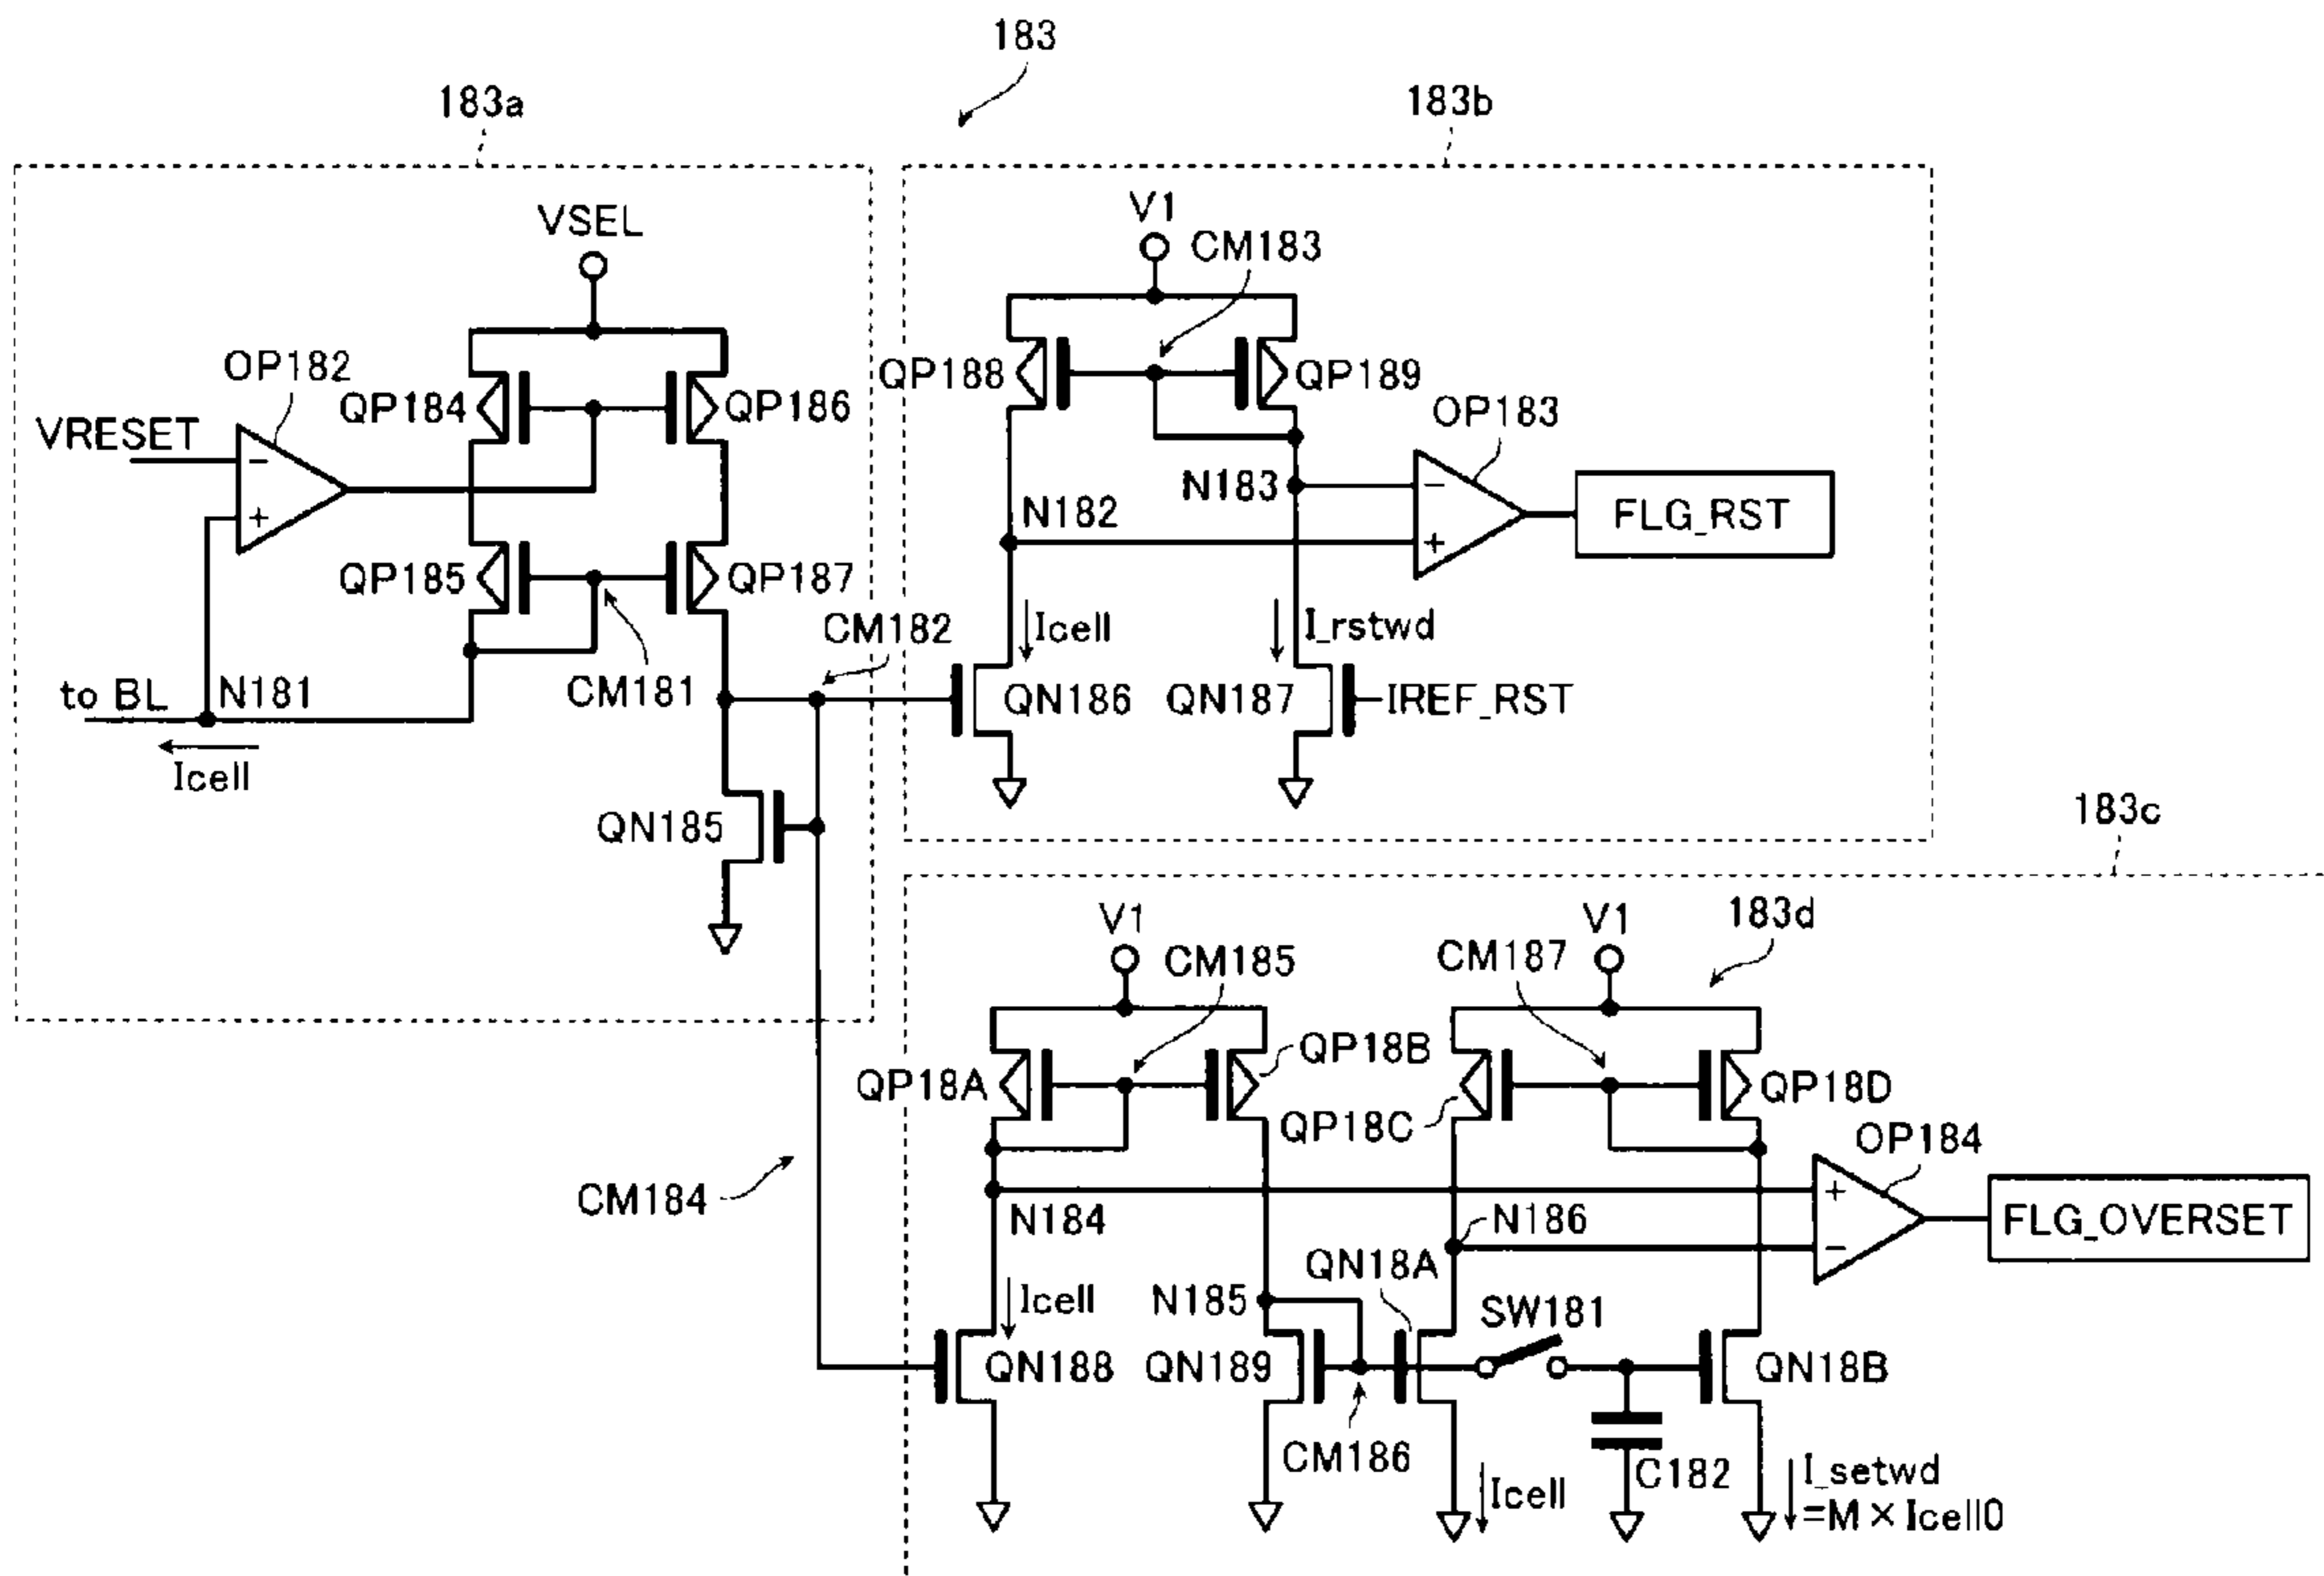 183
183a
183b
VSEL
V1
CM183
OP182
QP184
QP186
QP188
QP189
OP183
VRESET
−
+
N183
−
N182
+
FLG_RST
QP185
QP187
CM182
Icell
I_rstwd
to BL
N181
CM181
QN186
QN187
IREF_RST
Icell
QN185
183c
V1
CM185
CM187
V1
183d
QP18A
QP18B
QP18C
QP18D
OP184
CM184
N184
+
N186
−
FLG_OVERSET
QN18A
Icell
N185
SW181
QN188
QN189
QN18B
CM186
Icell
C182
I_setwd
=M×Icell0